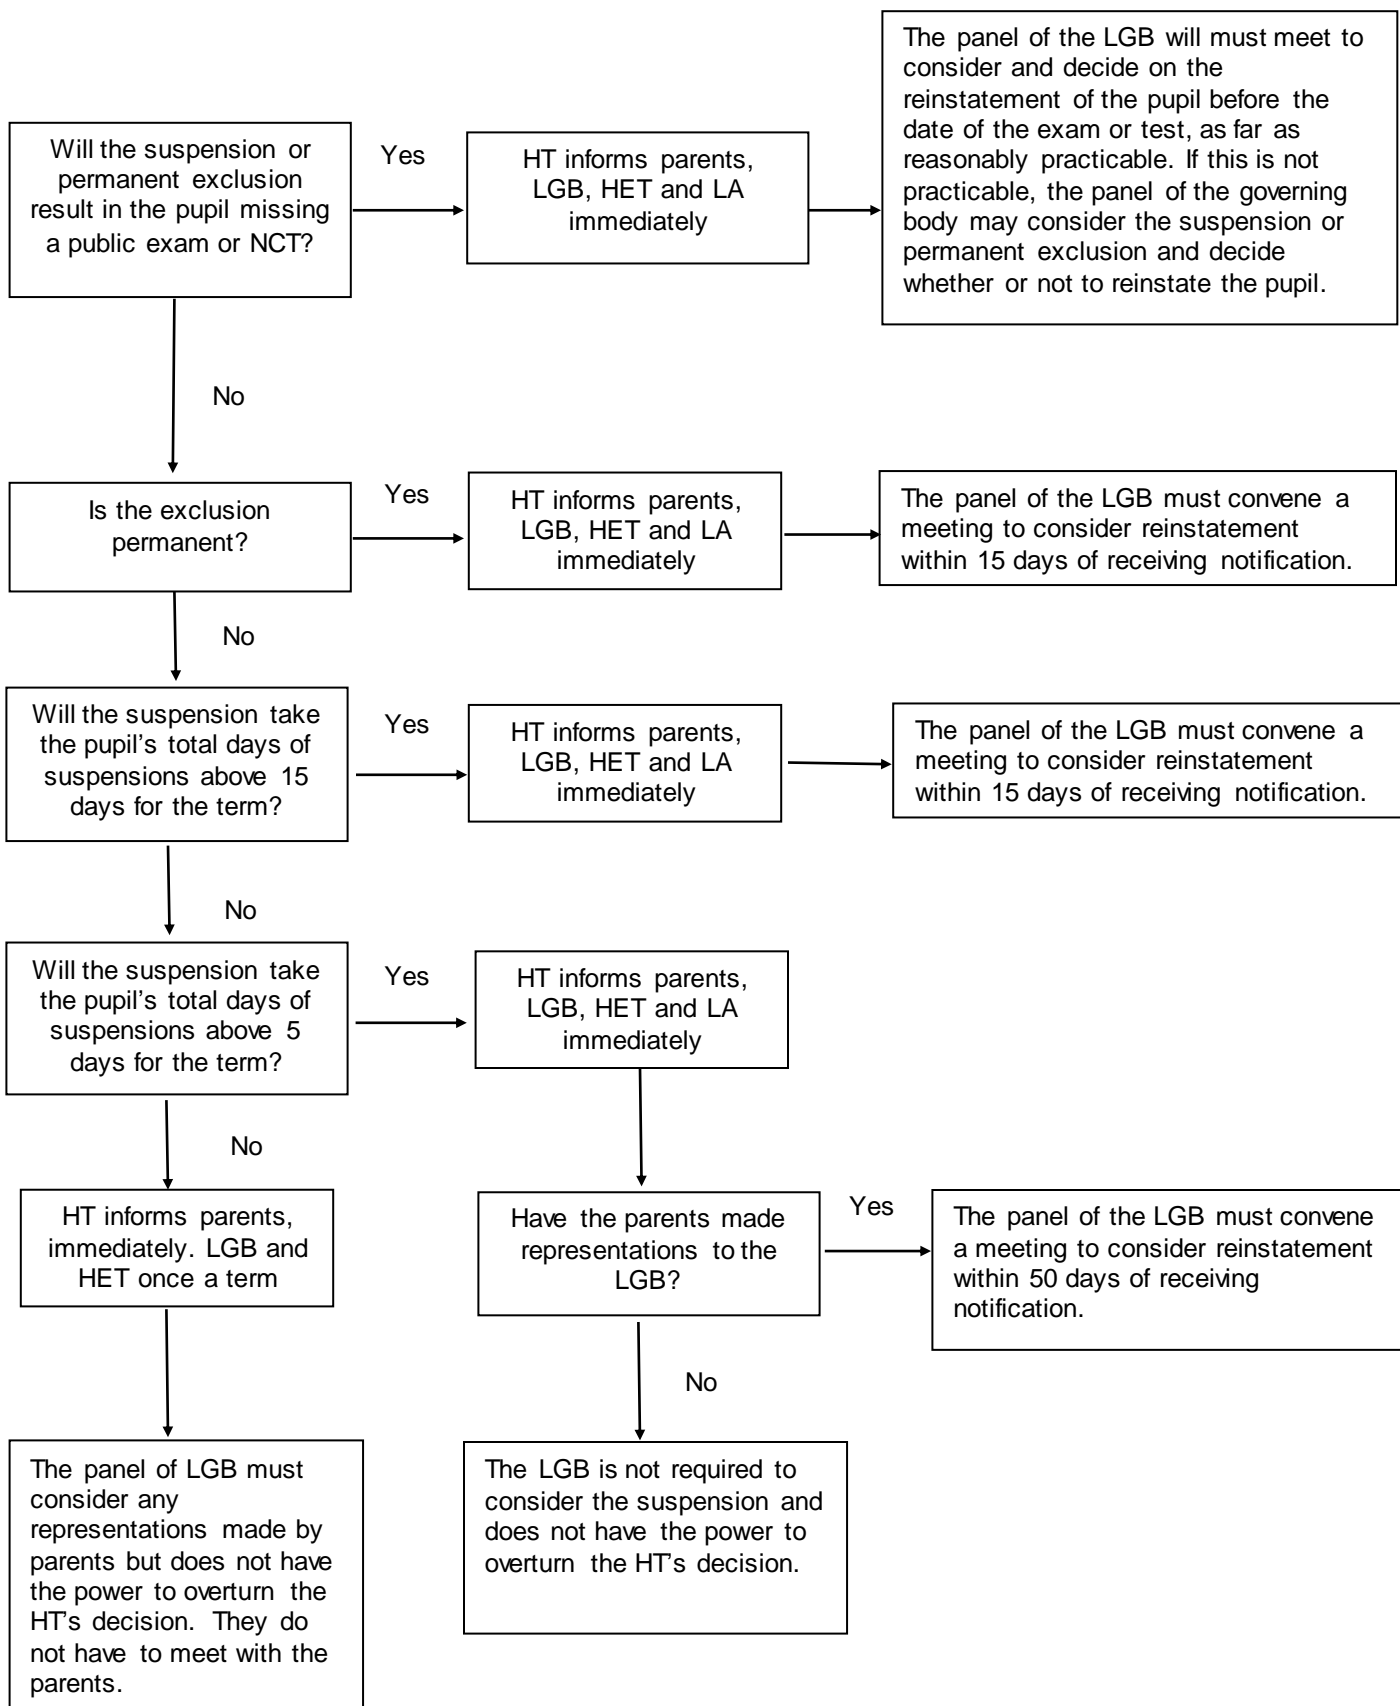 Will the suspension or
permanent exclusion
result in the pupil missing
a public exam or NCT?
Yes
HT informs parents,
LGB, HET and LA
immediately
The panel of the LGB will must meet to
consider and decide on the
reinstatement of the pupil before the
date of the exam or test, as far as
reasonably practicable. If this is not
practicable, the panel of the governing
body may consider the suspension or
permanent exclusion and decide
whether or not to reinstate the pupil.
No
Is the exclusion
permanent?
Yes
HT informs parents,
LGB, HET and LA
immediately
The panel of the LGB must convene a
meeting to consider reinstatement
within 15 days of receiving notification.
No
Will the suspension take
the pupil's total days of
suspensions above 15
days for the term?
Yes
HT informs parents,
LGB, HET and LA
immediately
The panel of the LGB must convene a
meeting to consider reinstatement
within 15 days of receiving notification.
No
Will the suspension take
the pupil's total days of
suspensions above 5
days for the term?
Yes
HT informs parents,
LGB, HET and LA
immediately
No
HT informs parents,
immediately. LGB and
HET once a term
Have the parents made
representations to the
LGB?
Yes
The panel of the LGB must convene
a meeting to consider reinstatement
within 50 days of receiving
notification.
No
The panel of LGB must
consider any
representations made by
parents but does not have
the power to overturn the
HT's decision. They do
not have to meet with the
parents.
The LGB is not required to
consider the suspension and
does not have the power to
overturn the HT's decision.